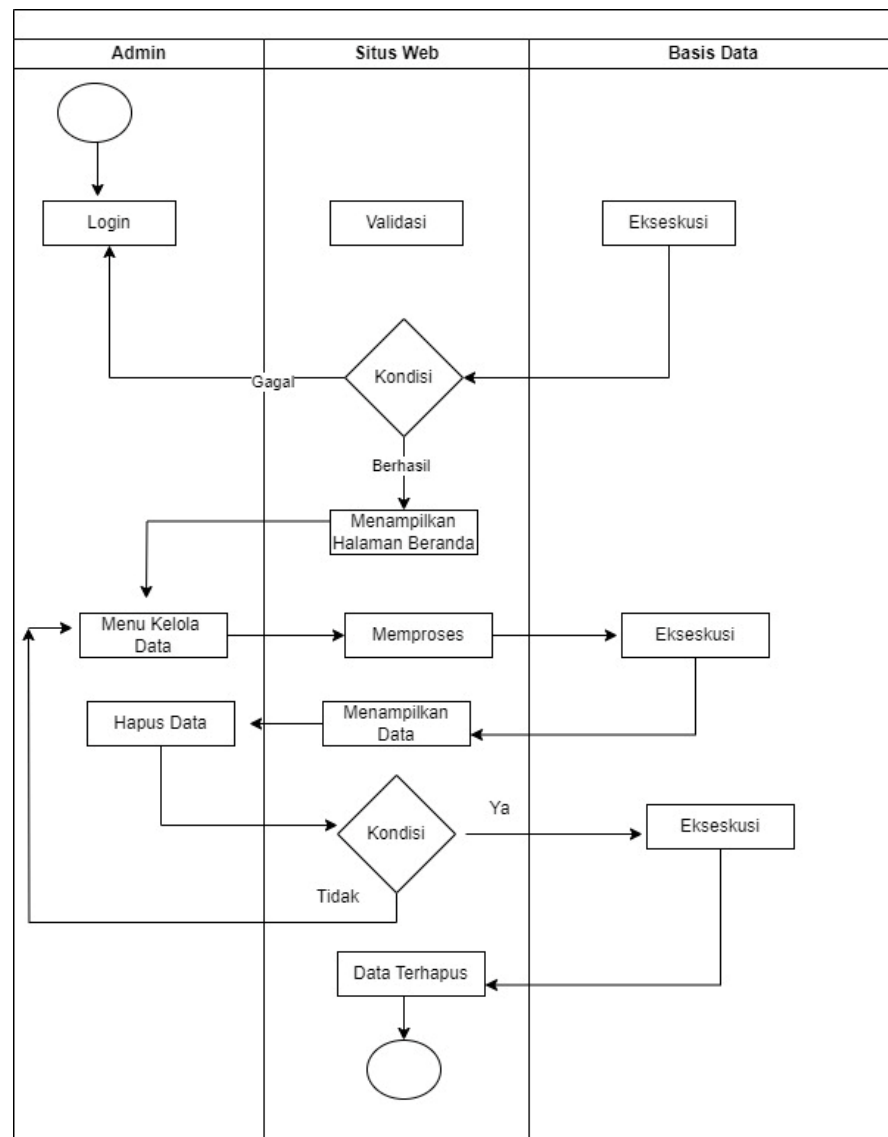 Admin
Situs Web
Basis Data
Login
Validasi
Ekseskusi
Kondisi
Gagal
Berhasil
Menampilkan
Halaman Beranda
Menu Kelola
Data
Memproses
Ekseskusi
Hapus Data
Menampilkan
Data
Ya
Kondisi
Ekseskusi
Tidak
Data Terhapus